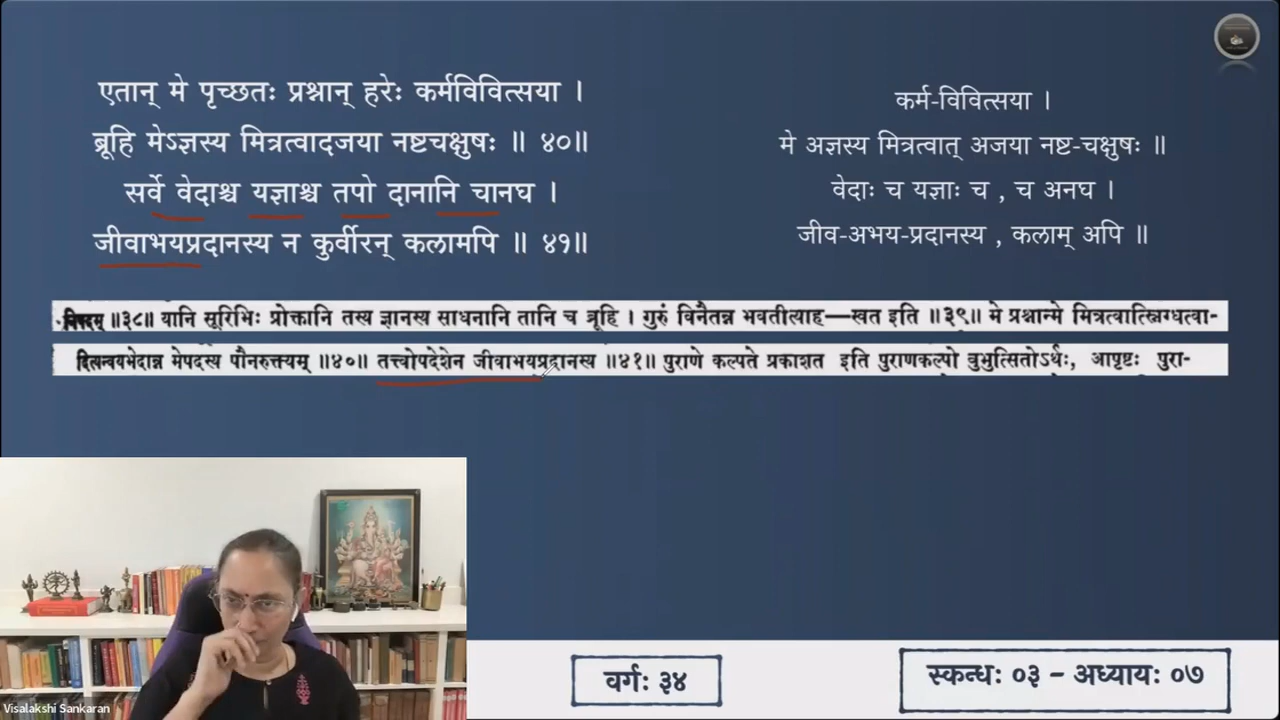 एतान् मे पृच्छतः प्रश्नान् हरेः कर्मविवित्सया ।
ब्रूहि मेऽज्ञस्य मित्रत्वादजया नष्टचक्षुषः ॥ ४०॥
सर्वे वेदाश्च यज्ञाश्च तपो दानानि चानघ ।
जीवाभयप्रदानस्य न कुर्वीरन् कलामपि ॥ ४१॥
कर्म-विवित्सया ।
मे अज्ञस्य मित्रत्वात् अजया नष्ट-चक्षुषः ॥
वेदाः च यज्ञाः च , च अनघ ।
जीव-अभय-प्रदानस्य , कलाम् अपि ॥
॥३८॥ यानि सूरिभिः प्रोक्तानि तस्य ज्ञानस्य साधनानि तानि च ब्रूहि । गुरुं विनैतन्न भवतीत्याह—स्वत इति ॥३९॥ मे प्रश्नान्मे मित्रत्वात्स्निग्धत्वा-
दित्यन्वयभेदान्न मेपदस्य पौनरुक्त्यम् ॥४०॥ तत्त्वोपदेशेन जीवाभयप्रदानस्य ॥४१॥ पुराणे कल्पते प्रकाशत इति पुराणकल्पो बुभुत्सितोऽर्थः, आपृष्टः पुरा-
Visalakshi Sankaran
वर्गः ३४
स्कन्धः ०३ – अध्यायः ०७